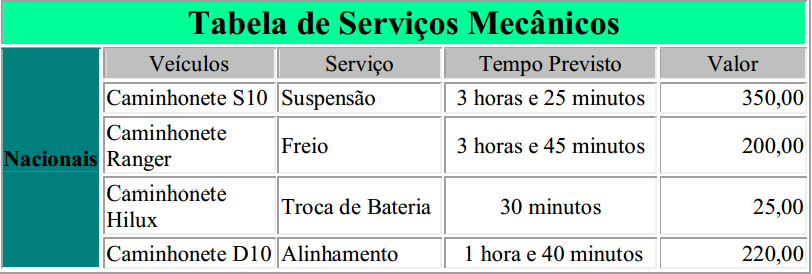 Tabela de Serviços Mecânicos
Veículos Serviço Tempo Previsto Valor
Nacionais
Caminhonete S10 Suspensão 3 horas e 25 minutos 350,00
Caminhonete
Ranger Freio 3 horas e 45 minutos 200,00
Caminhonete
Hilux Troca de Bateria 30 minutos 25,00
Caminhonete D10 Alinhamento 1 hora e 40 minutos 220,00